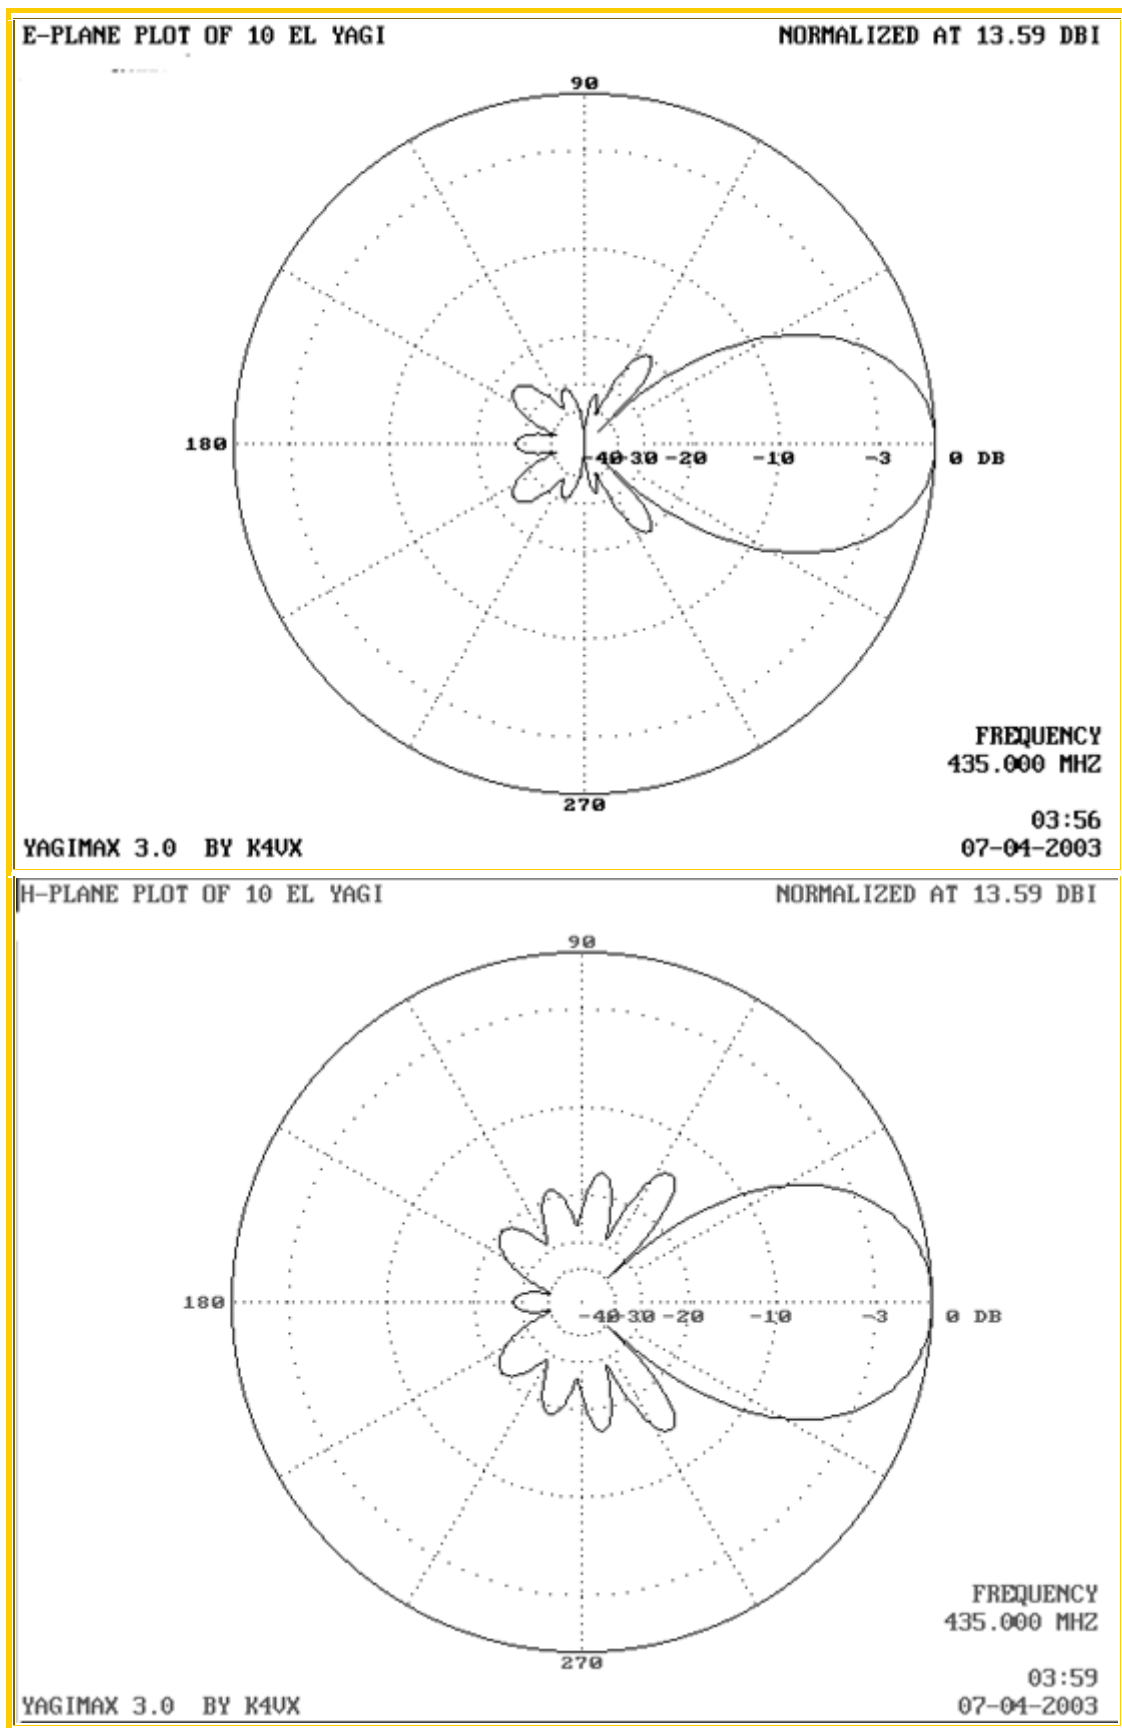 E-PLANE PLOT OF 10 EL YAGI NORMALIZED AT 13.59 DBI
90
180 -40 -30 -20 -10 -3 0 DB
FREQUENCY
435.000 MHZ
270
03:56
YAGIMAX 3.0 BY K4VX 07-04-2003
H-PLANE PLOT OF 10 EL YAGI NORMALIZED AT 13.59 DBI
90
180 -40 -30 -20 -10 -3 0 DB
FREQUENCY
435.000 MHZ
270
03:59
YAGIMAX 3.0 BY K4VX 07-04-2003